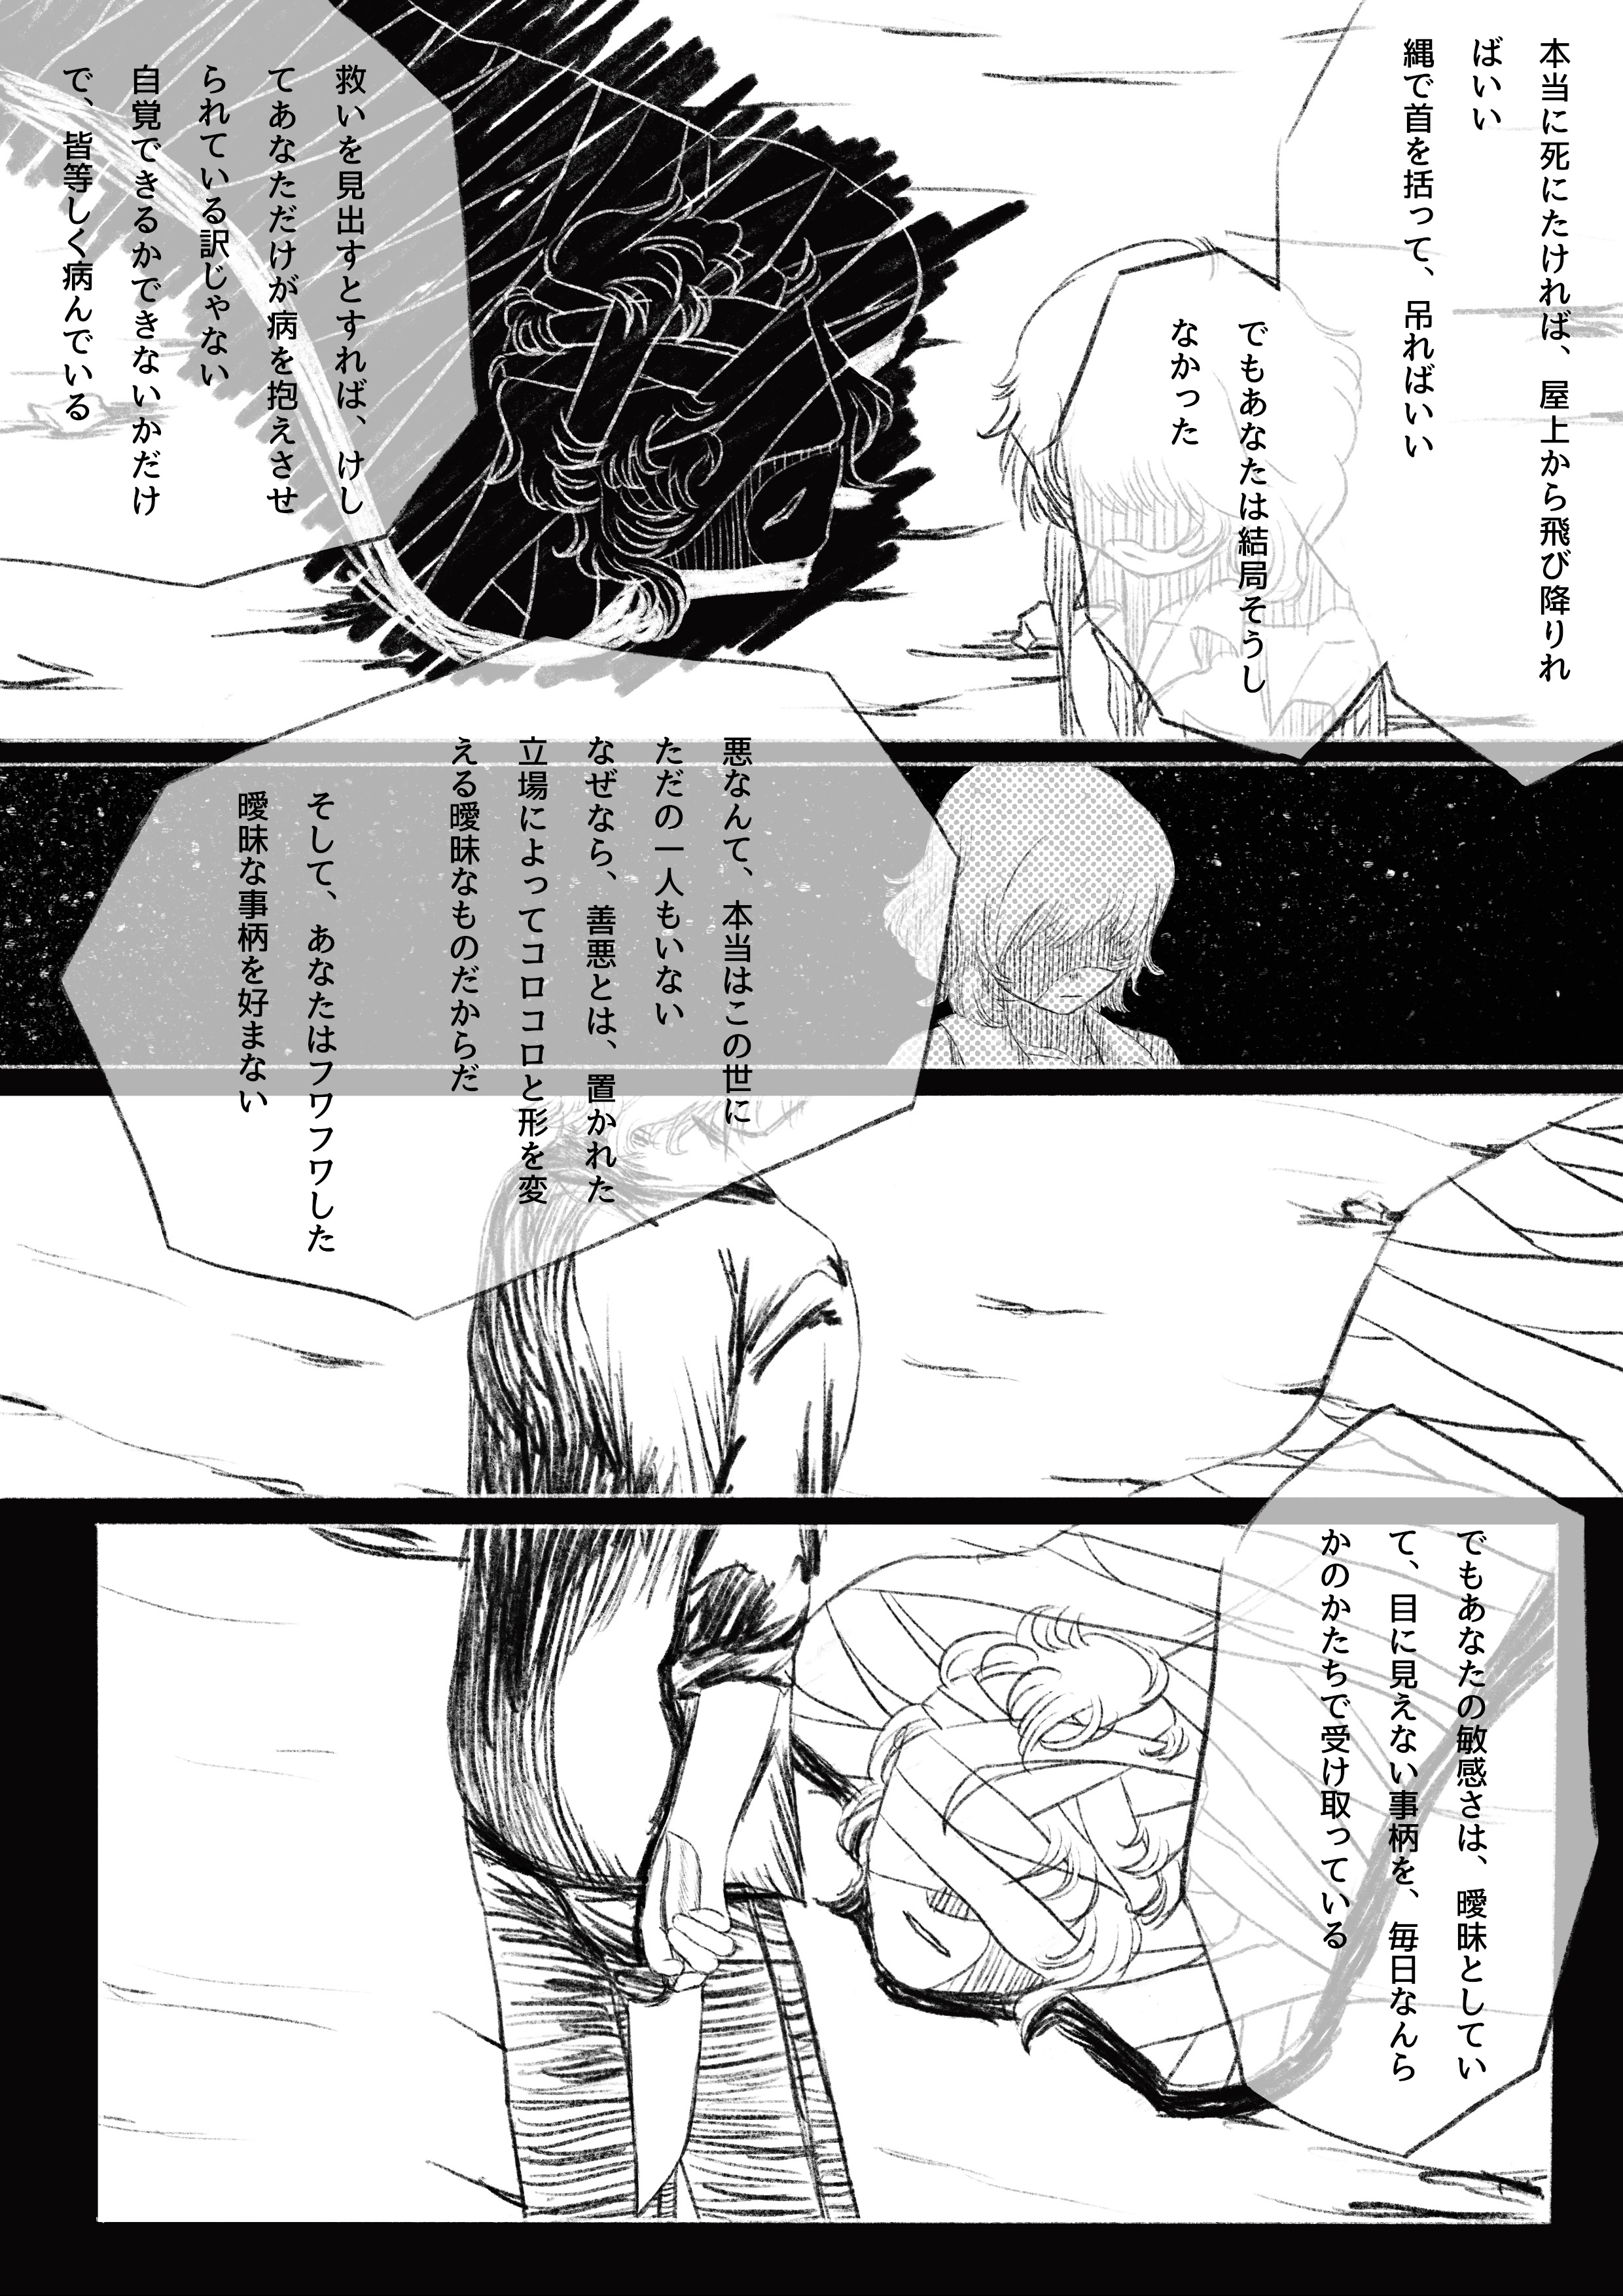 本当に死にたければ、屋上から飛び降りれ
ばいい
縄で首を括って、吊ればいい
でもあなたは結局そうし
なかった
救いを見出すとすれば、けし
てあなただけが病を抱えさせ
られている訳じゃない
自覚できるかできないかだけ
で、皆等しく病んでいる
悪なんて、本当はこの世に
ただの一人もいない
なぜなら、善悪とは、置かれた
立場によってコロコロと形を変
える曖昧なものだからだ
そして、あなたはフワフワした
曖昧な事柄を好まない
でもあなたの敏感さは、曖昧としてい
て、目に見えない事柄を、毎日なんら
かのかたちで受け取っている